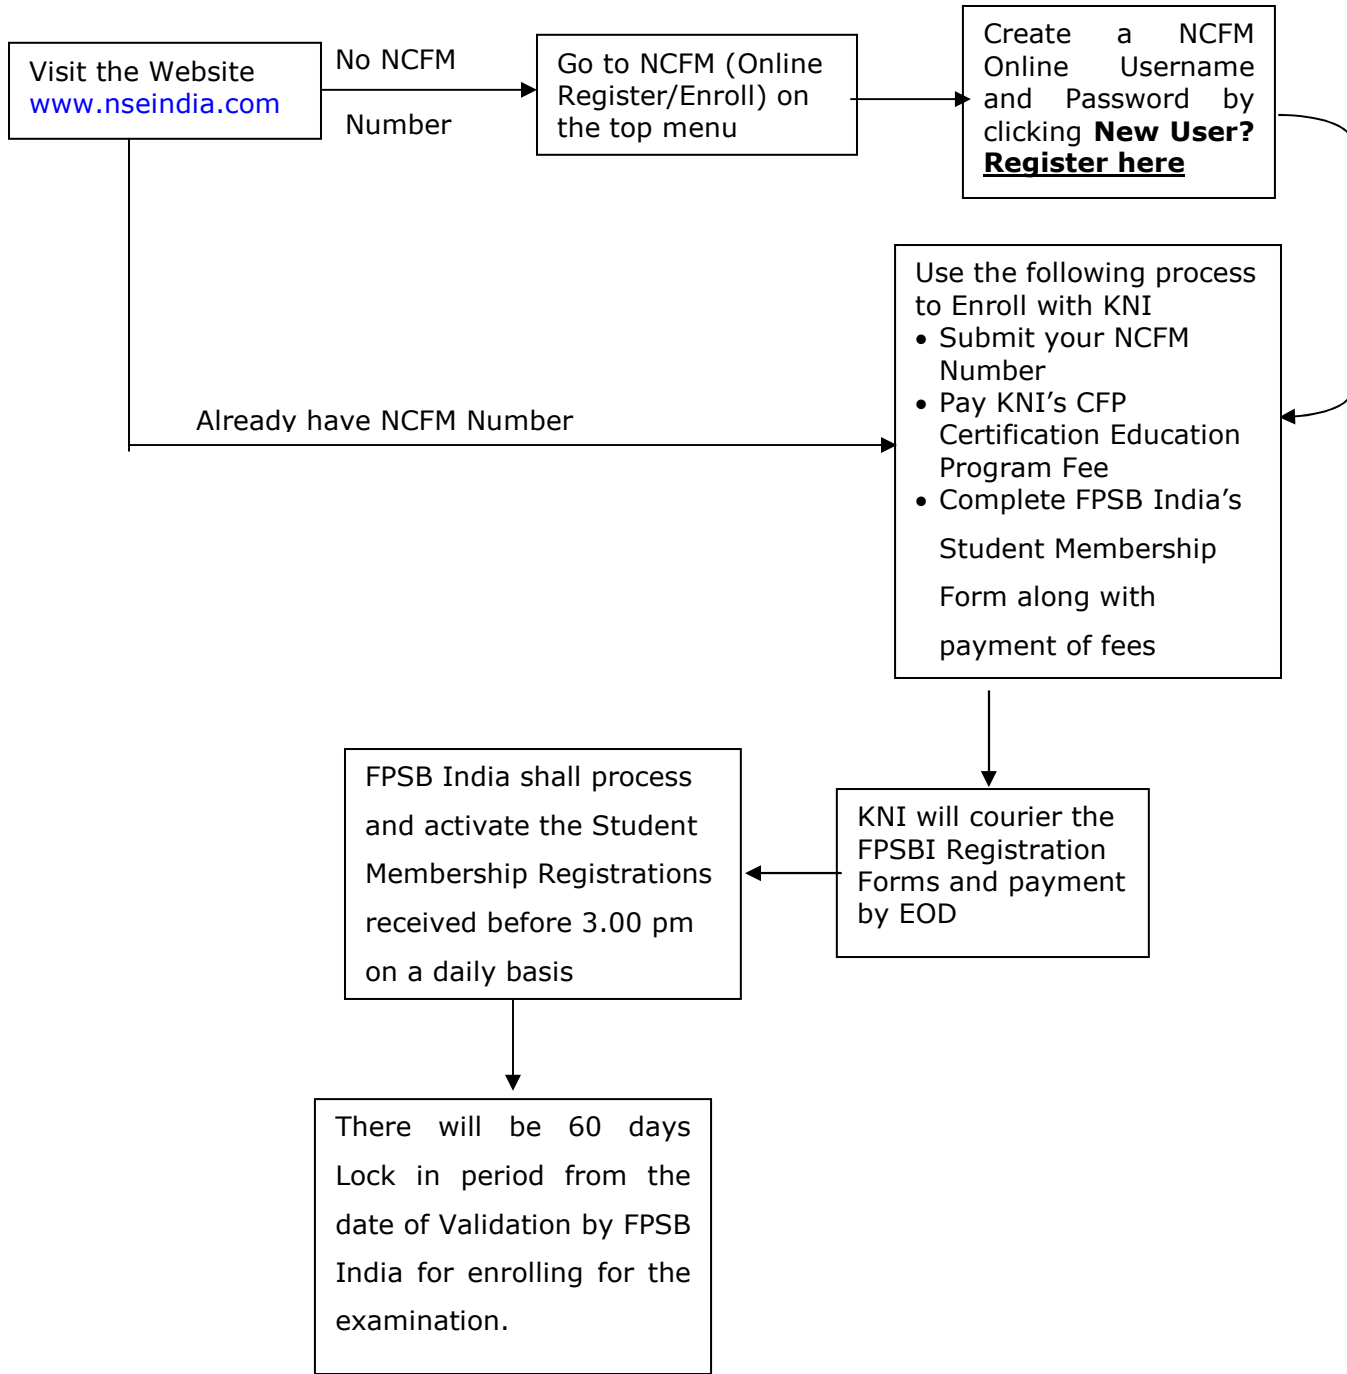 Visit the Website
www.nseindia.com
No NCFM
Number
Go to NCFM (Online
Register/Enroll) on
the top menu
Create a NCFM
Online Username
and Password by
clicking New User?
Register here
Already have NCFM Number
Use the following process
to Enroll with KNI
• Submit your NCFM
Number
• Pay KNI’s CFP
Certification Education
Program Fee
• Complete FPSB India’s
Student Membership
Form along with
payment of fees
KNI will courier the
FPSBI Registration
Forms and payment
by EOD
FPSB India shall process
and activate the Student
Membership Registrations
received before 3.00 pm
on a daily basis
There will be 60 days
Lock in period from the
date of Validation by FPSB
India for enrolling for the
examination.